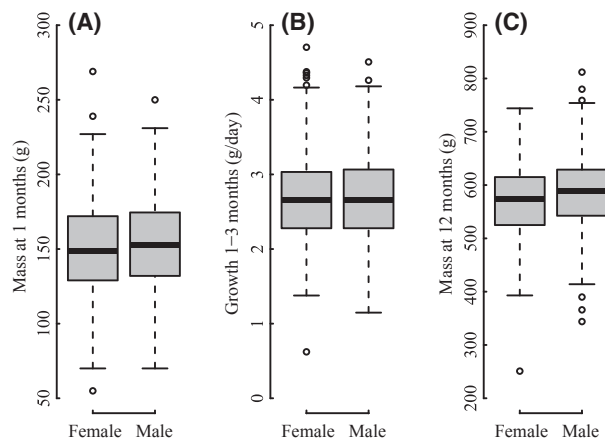 (A)
Mass at 1 months (g)
300
250
200
150
100
50
Female Male
(B)
Growth 1–3 months (g/day)
5
4
3
2
1
0
Female Male
(C)
Mass at 12 months (g)
900
800
700
600
500
400
300
200
Female Male